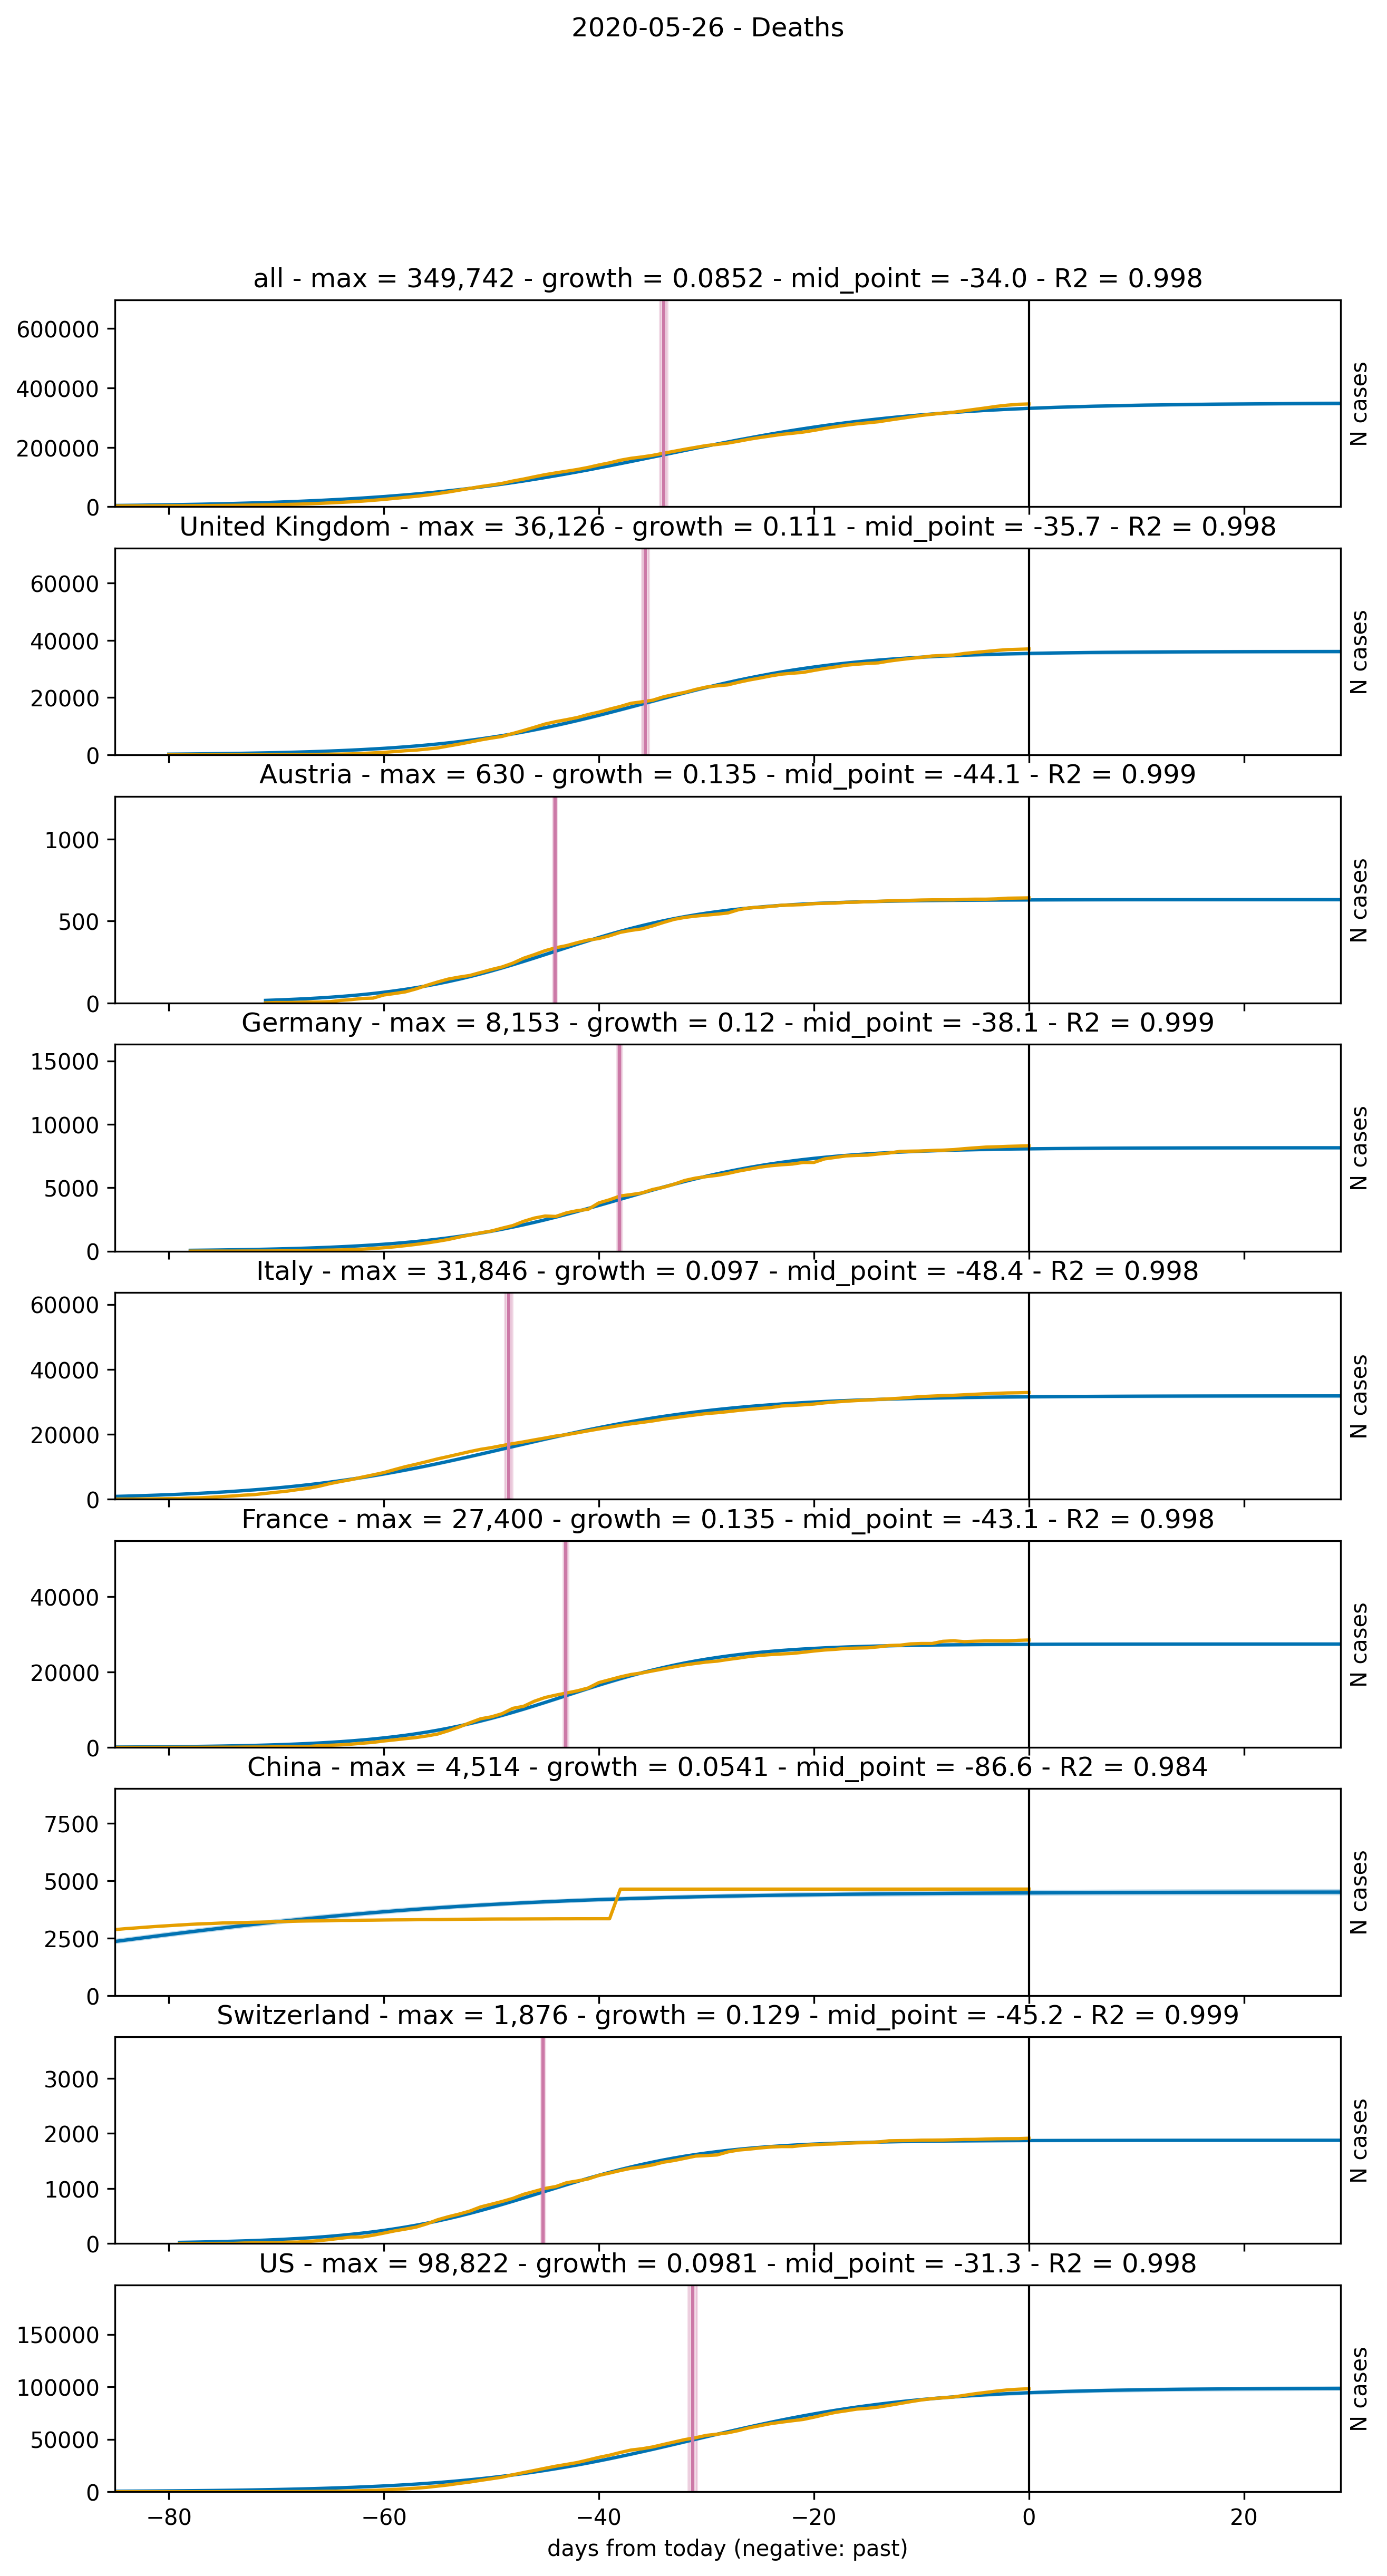 2020-05-26 - Deaths
all - max = 349,742 - growth = 0.0852 - mid_point = -34.0 - R2 = 0.998
600000
400000
200000
0
N cases
United Kingdom - max = 36,126 - growth = 0.111 - mid_point = -35.7 - R2 = 0.998
60000
40000
20000
0
N cases
Austria - max = 630 - growth = 0.135 - mid_point = -44.1 - R2 = 0.999
1000
500
0
N cases
Germany - max = 8,153 - growth = 0.12 - mid_point = -38.1 - R2 = 0.999
15000
10000
5000
0
N cases
Italy - max = 31,846 - growth = 0.097 - mid_point = -48.4 - R2 = 0.998
60000
40000
20000
0
N cases
France - max = 27,400 - growth = 0.135 - mid_point = -43.1 - R2 = 0.998
40000
20000
0
N cases
China - max = 4,514 - growth = 0.0541 - mid_point = -86.6 - R2 = 0.984
7500
5000
2500
0
N cases
Switzerland - max = 1,876 - growth = 0.129 - mid_point = -45.2 - R2 = 0.999
3000
2000
1000
0
N cases
US - max = 98,822 - growth = 0.0981 - mid_point = -31.3 - R2 = 0.998
150000
100000
50000
0
N cases
−80 −60 −40 −20 0 20
days from today (negative: past)